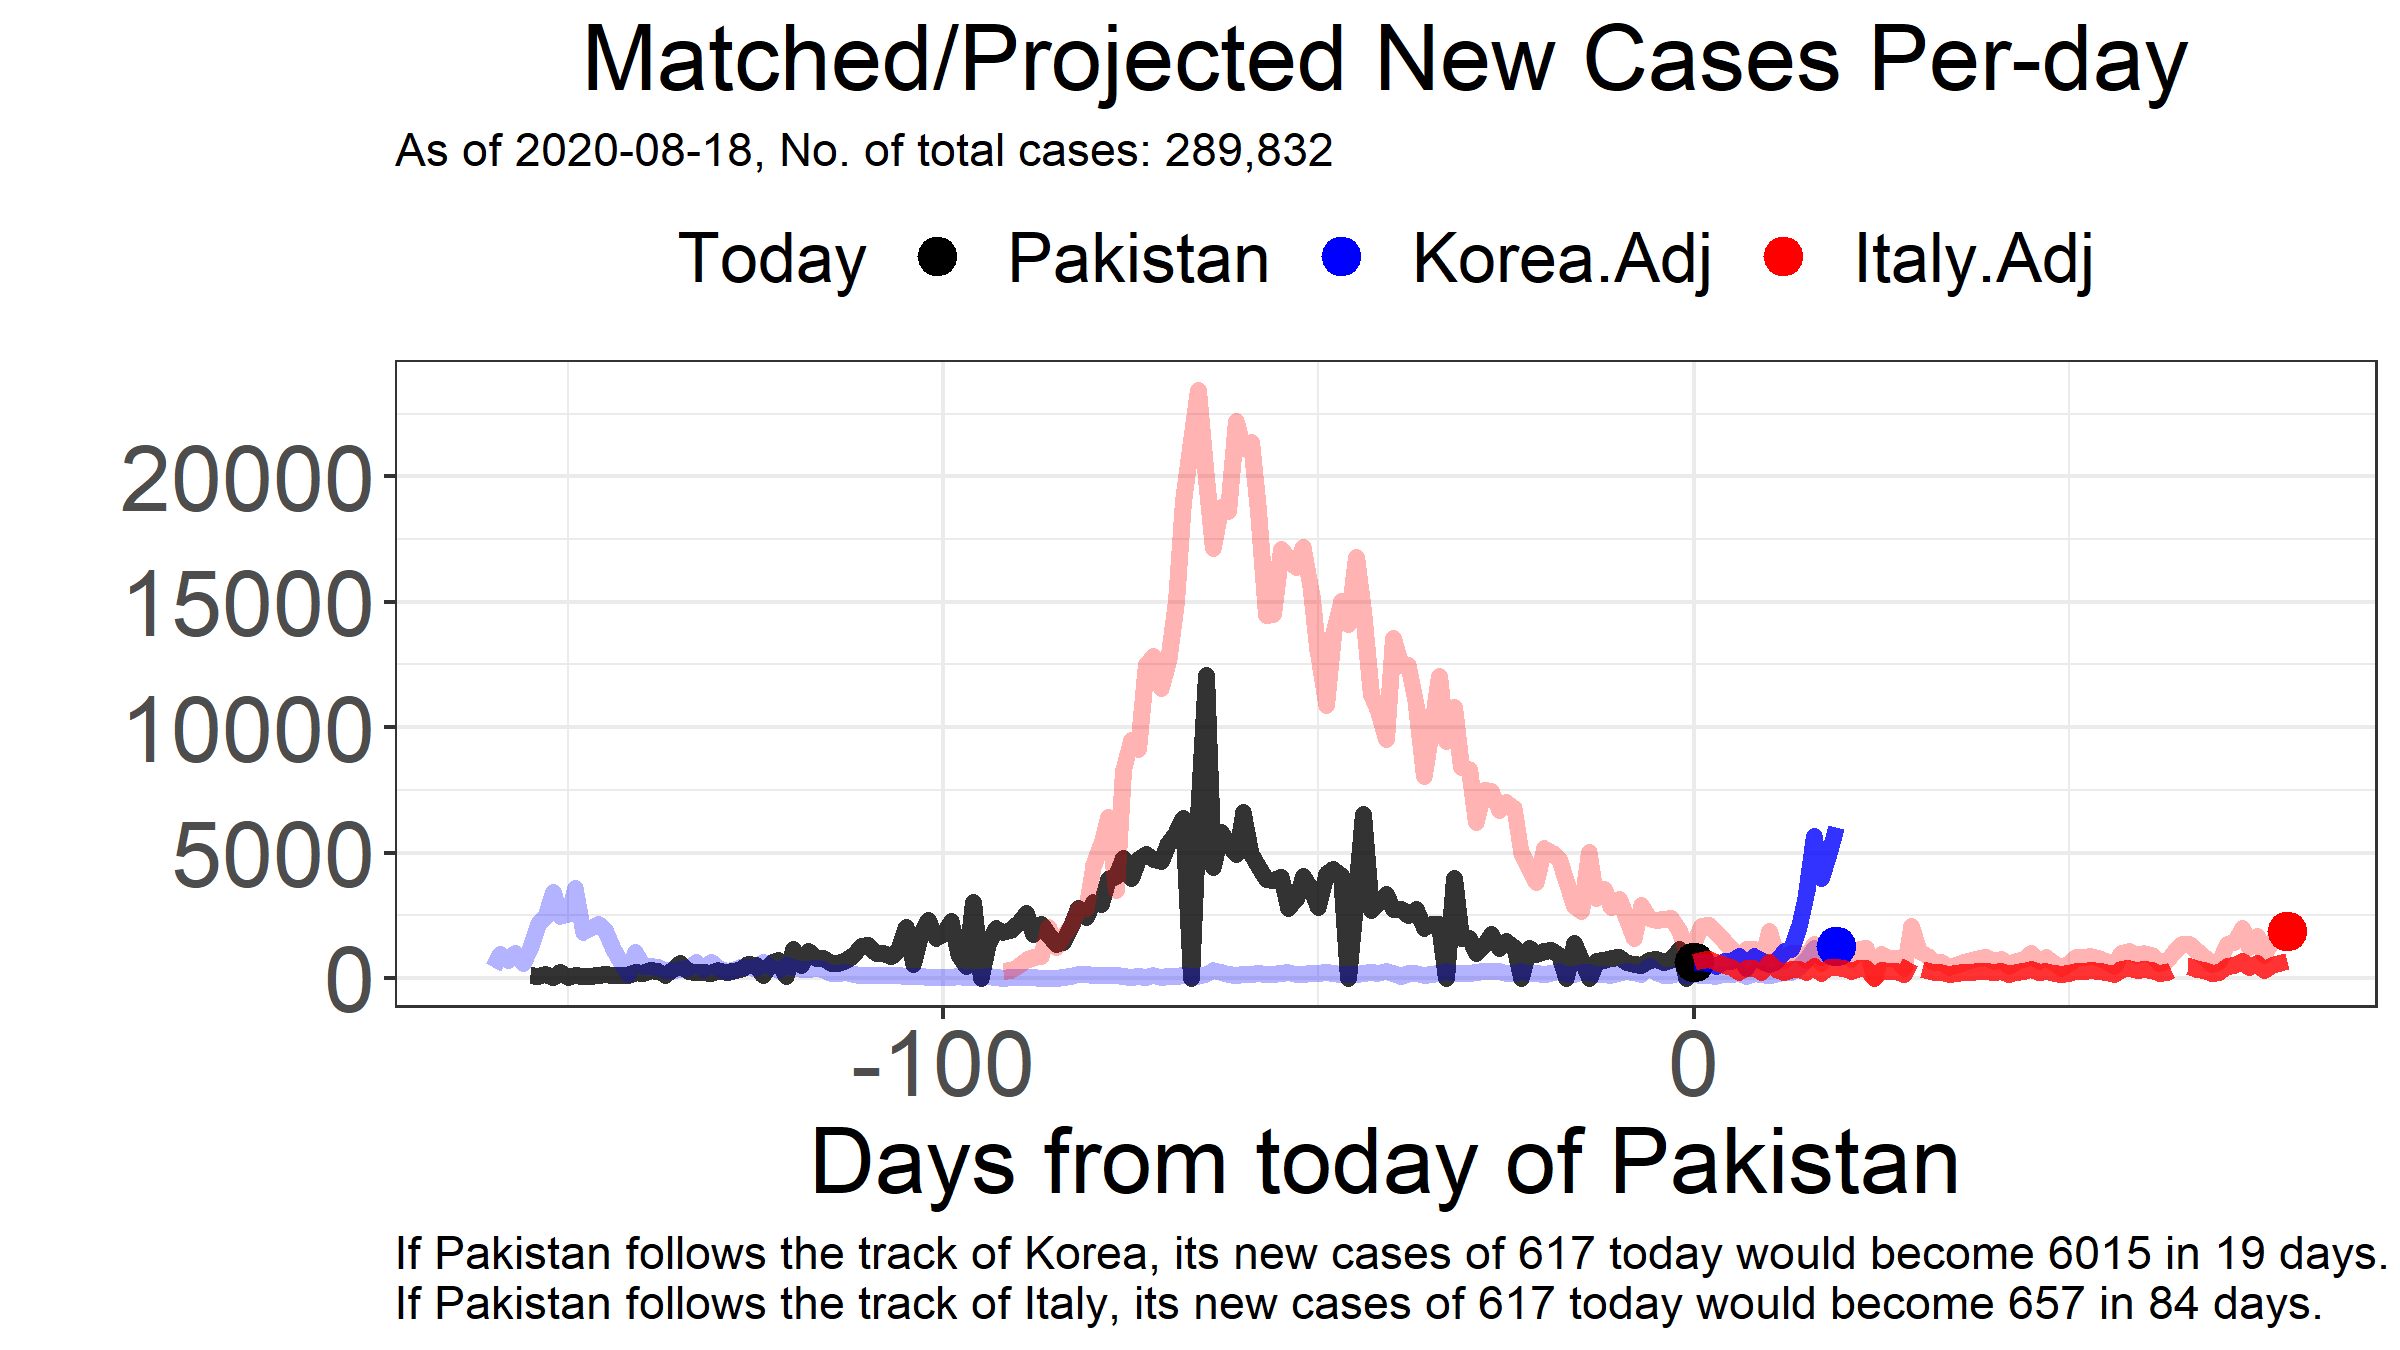 Matched/Projected New Cases Per-day
As of 2020-08-18, No. of total cases: 289,832
Today Pakistan Korea.Adj Italy.Adj
20000
15000
10000
5000
0
-100 0
Days from today of Pakistan
If Pakistan follows the track of Korea, its new cases of 617 today would become 6015 in 19 days.
If Pakistan follows the track of Italy, its new cases of 617 today would become 657 in 84 days.